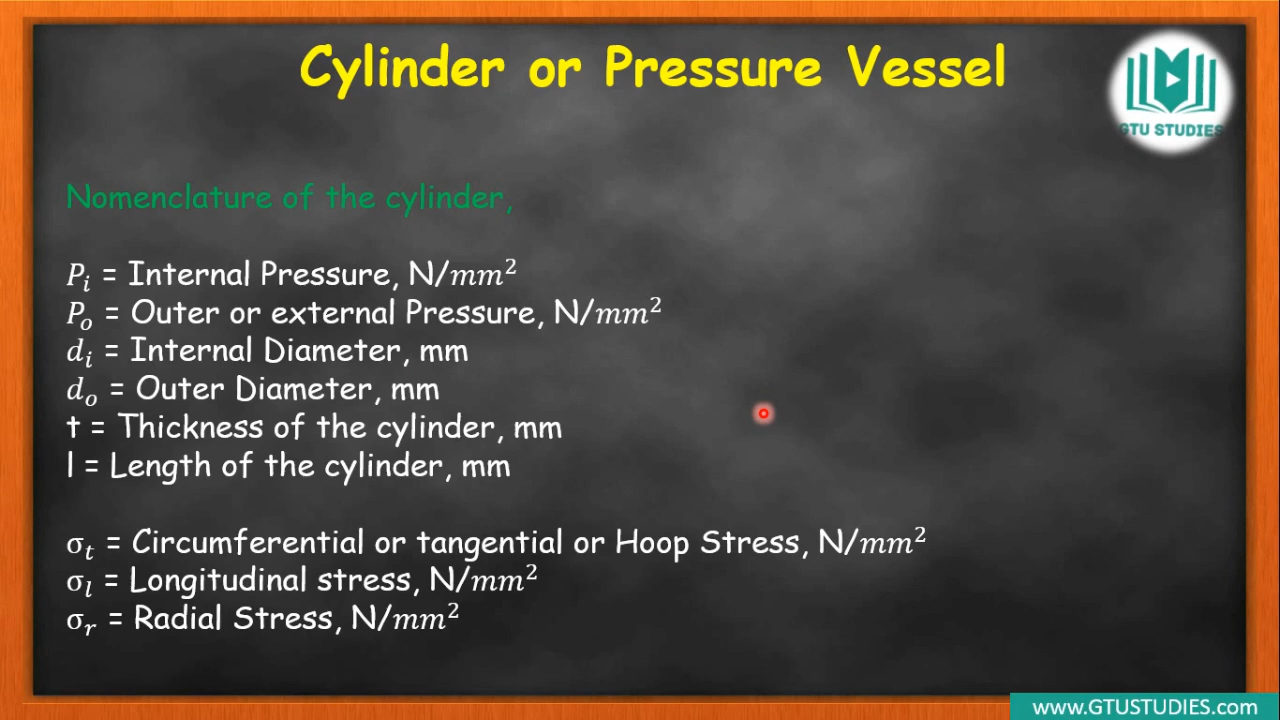 Cylinder or Pressure Vessel
GTU STUDIES
Nomenclature of the cylinder,
𝑃ᵢ = Internal Pressure, N/𝑚𝑚²
𝑃ₒ = Outer or external Pressure, N/𝑚𝑚²
𝑑ᵢ = Internal Diameter, mm
𝑑ₒ = Outer Diameter, mm
t = Thickness of the cylinder, mm
l = Length of the cylinder, mm
σₜ = Circumferential or tangential or Hoop Stress, N/𝑚𝑚²
σₗ = Longitudinal stress, N/𝑚𝑚²
σᵣ = Radial Stress, N/𝑚𝑚²
www.GTUSTUDIES.com